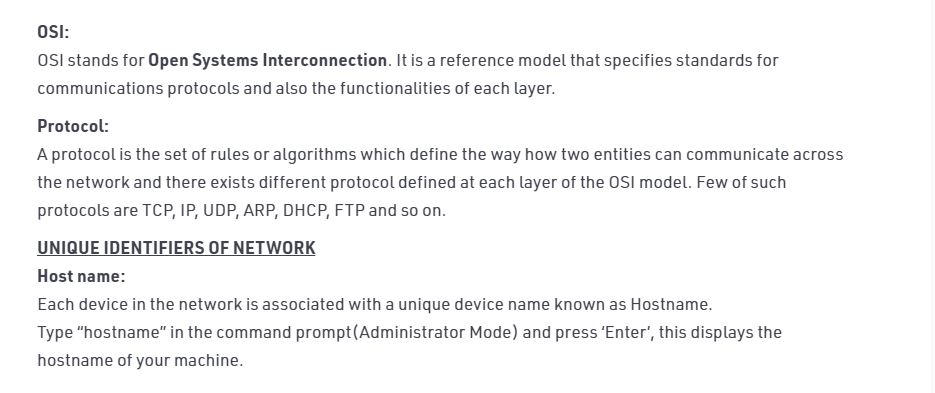 OSI:
OSI stands for Open Systems Interconnection. It is a reference model that specifies standards for
communications protocols and also the functionalities of each layer.
Protocol:
A protocol is the set of rules or algorithms which define the way how two entities can communicate across
the network and there exists different protocol defined at each layer of the OSI model. Few of such
protocols are TCP, IP, UDP, ARP, DHCP, FTP and so on.
UNIQUE IDENTIFIERS OF NETWORK
Host name:
Each device in the network is associated with a unique device name known as Hostname.
Type “hostname” in the command prompt(Administrator Mode) and press ‘Enter’, this displays the
hostname of your machine.